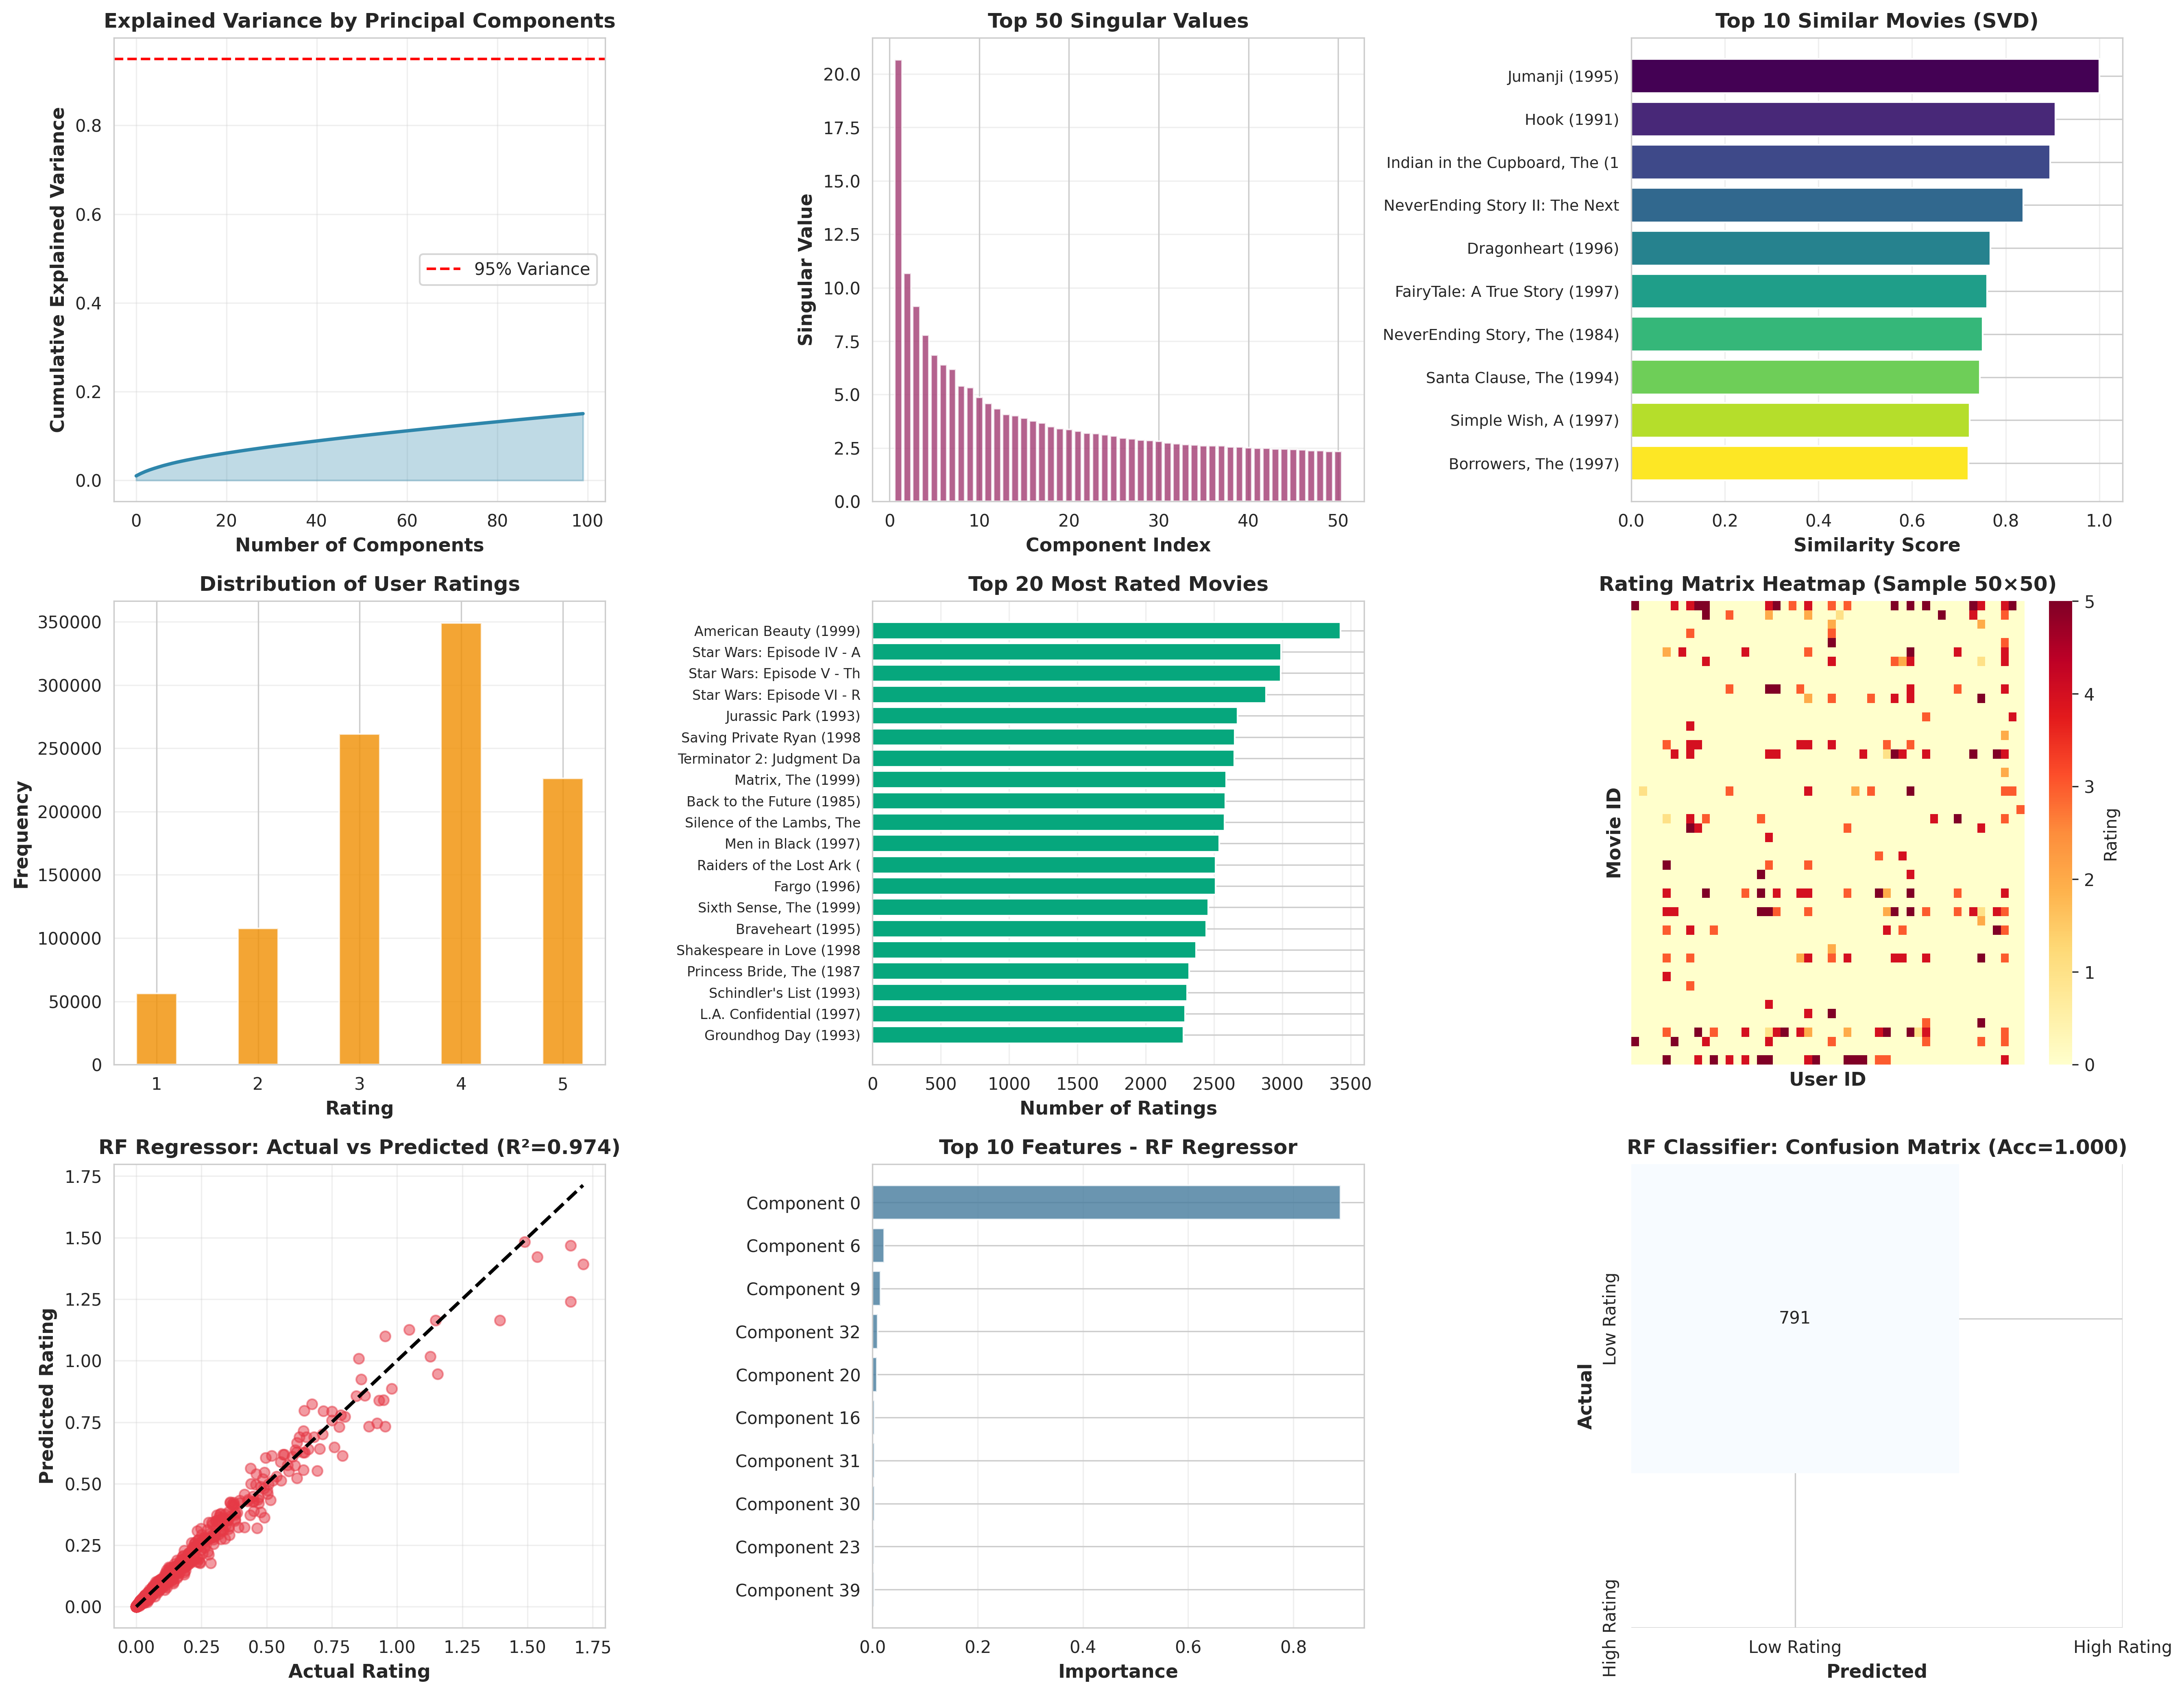 Explained Variance by Principal Components
Cumulative Explained Variance
0.8
0.6
0.4
0.2
0.0
95% Variance
0 20 40 60 80 100
Number of Components
Top 50 Singular Values
Singular Value
20.0
17.5
15.0
12.5
10.0
7.5
5.0
2.5
0.0
0 10 20 30 40 50
Component Index
Top 10 Similar Movies (SVD)
Jumanji (1995)
Hook (1991)
Indian in the Cupboard, The (1
NeverEnding Story II: The Next
Dragonheart (1996)
FairyTale: A True Story (1997)
NeverEnding Story, The (1984)
Santa Clause, The (1994)
Simple Wish, A (1997)
Borrowers, The (1997)
0.0 0.2 0.4 0.6 0.8 1.0
Similarity Score
Distribution of User Ratings
Frequency
350000
300000
250000
200000
150000
100000
50000
0
1 2 3 4 5
Rating
Top 20 Most Rated Movies
American Beauty (1999)
Star Wars: Episode IV - A
Star Wars: Episode V - Th
Star Wars: Episode VI - R
Jurassic Park (1993)
Saving Private Ryan (1998
Terminator 2: Judgment Da
Matrix, The (1999)
Back to the Future (1985)
Silence of the Lambs, The
Men in Black (1997)
Raiders of the Lost Ark (
Fargo (1996)
Sixth Sense, The (1999)
Braveheart (1995)
Shakespeare in Love (1998
Princess Bride, The (1987
Schindler's List (1993)
L.A. Confidential (1997)
Groundhog Day (1993)
0 500 1000 1500 2000 2500 3000 3500
Number of Ratings
Rating Matrix Heatmap (Sample 50×50)
Movie ID
User ID
5
4
3
2
1
0
Rating
RF Regressor: Actual vs Predicted (R²=0.974)
Predicted Rating
1.75
1.50
1.25
1.00
0.75
0.50
0.25
0.00
0.00 0.25 0.50 0.75 1.00 1.25 1.50 1.75
Actual Rating
Top 10 Features - RF Regressor
Component 0
Component 6
Component 9
Component 32
Component 20
Component 16
Component 31
Component 30
Component 23
Component 39
0.0 0.2 0.4 0.6 0.8
Importance
RF Classifier: Confusion Matrix (Acc=1.000)
Actual
Low Rating
High Rating
791
Low Rating High Rating
Predicted